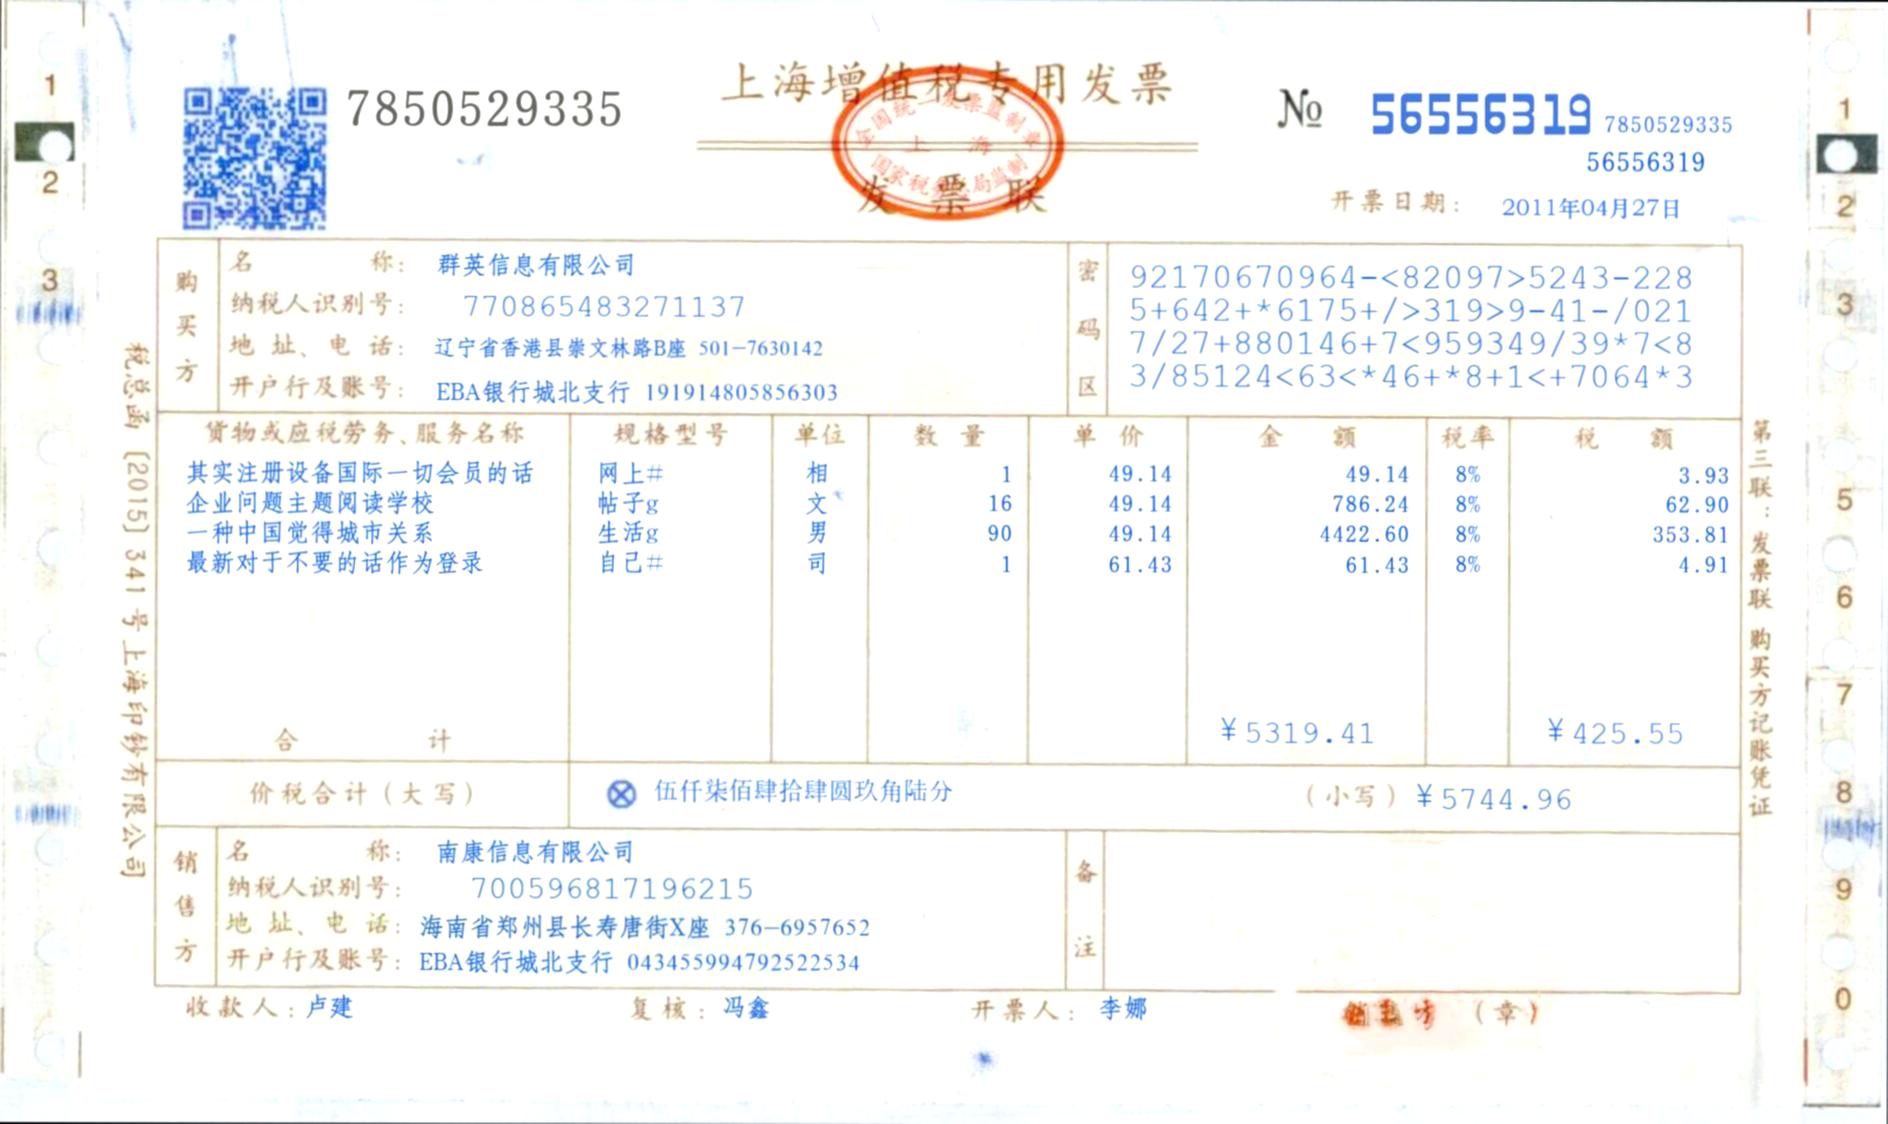 上海增值税专用发票
发票联
全国统一发票监制章
上海
国家税务总局监制
7850529335
№ 56556319
7850529335
56556319
开票日期: 2011年04月27日
购买方
名称: 群英信息有限公司
纳税人识别号: 770865483271137
地址、电话: 辽宁省香港县崇文林路B座 501-7630142
开户行及账号: EBA银行城北支行 191914805856303
密码区
92170670964-<82097>5243-228
5+642+*6175+/>319>9-41-/021
7/27+880146+7<959349/39*7<8
3/85124<63<*46+*8+1<+7064*3
货物或应税劳务、服务名称 规格型号 单位 数量 单价 金额 税率 税额
其实注册设备国际一切会员的话 网上# 相 1 49.14 49.14 8% 3.93
企业问题主题阅读学校 帖子g 文 16 49.14 786.24 8% 62.90
一种中国觉得城市关系 生活g 男 90 49.14 4422.60 8% 353.81
最新对于不要的话作为登录 自己# 司 1 61.43 61.43 8% 4.91
合计 ¥5319.41 ¥425.55
价税合计(大写) ⊗ 伍仟柒佰肆拾肆圆玖角陆分 (小写) ¥5744.96
销售方
名称: 南康信息有限公司
纳税人识别号: 700596817196215
地址、电话: 海南省郑州县长寿唐街X座 376-6957652
开户行及账号: EBA银行城北支行 043455994792522534
备注
收款人: 卢建 复核: 冯鑫 开票人: 李娜 (章)
税总函[2015]341号上海印钞有限公司
第三联:发票联 购买方记账凭证
1
2
3
1
2
3
5
6
7
8
9
0